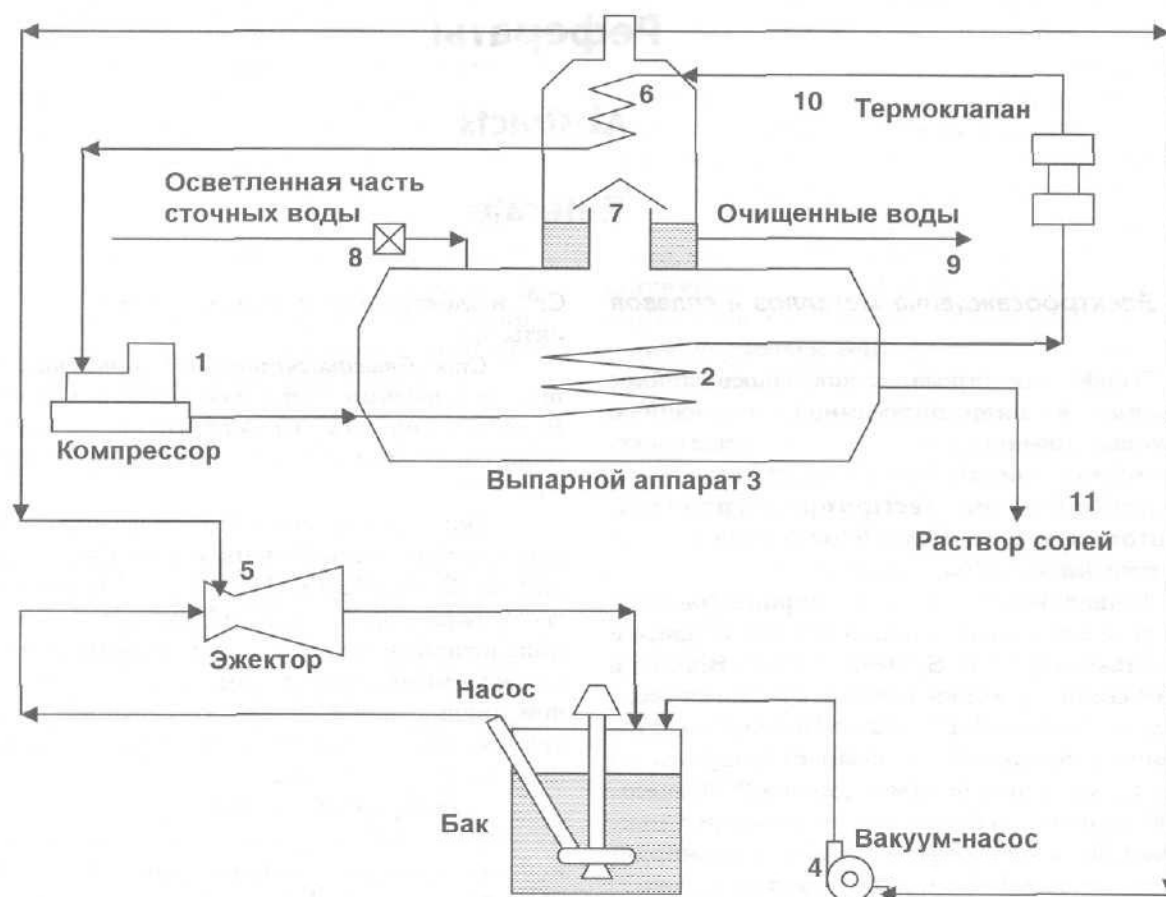 6
10
Термоклапан
Осветленная часть
сточных воды
7
Очищенные воды
8
9
1
2
Компрессор
Выпарной аппарат 3
11
Раствор солей
5
Эжектор
Насос
Бак
Вакуум-насос
4